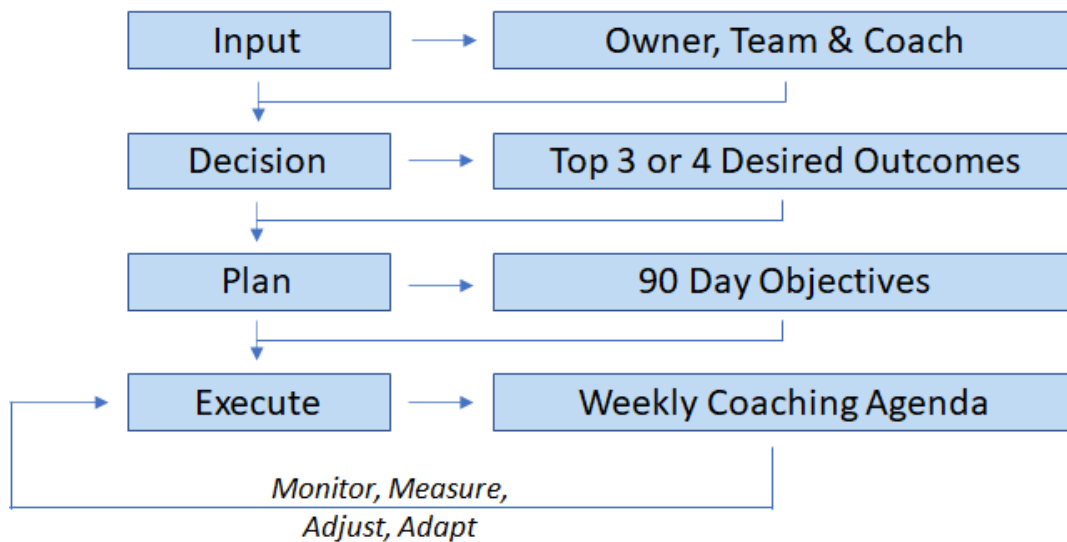 Input
Owner, Team & Coach
Decision
Top 3 or 4 Desired Outcomes
Plan
90 Day Objectives
Execute
Weekly Coaching Agenda
Monitor, Measure,
Adjust, Adapt